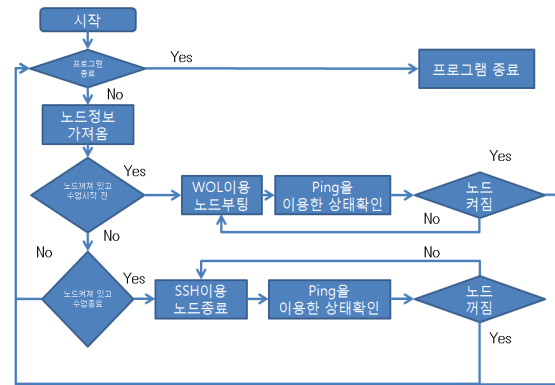 시작
프로그램
종료
Yes
프로그램 종료
No
노드정보
가져옴
노드꺼져 있고
수업시작 전
Yes
WOL이용
노드부팅
Ping을
이용한 상태확인
노드
켜짐
Yes
No
No
No
노드켜져 있고
수업종료
Yes
SSH이용
노드종료
Ping을
이용한 상태확인
No
노드
꺼짐
Yes